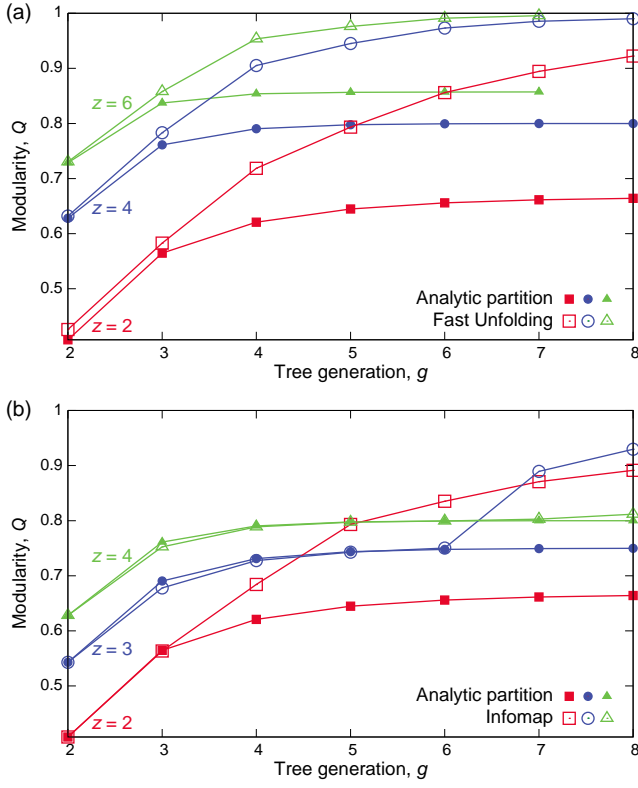 (a)
1
0.9
0.8
0.7
0.6
0.5
Modularity, Q
z = 6
z = 4
z = 2
Analytic partition
Fast Unfolding
2 3 4 5 6 7 8
Tree generation, g
(b)
1
0.9
0.8
0.7
0.6
0.5
Modularity, Q
z = 4
z = 3
z = 2
Analytic partition
Infomap
2 3 4 5 6 7 8
Tree generation, g